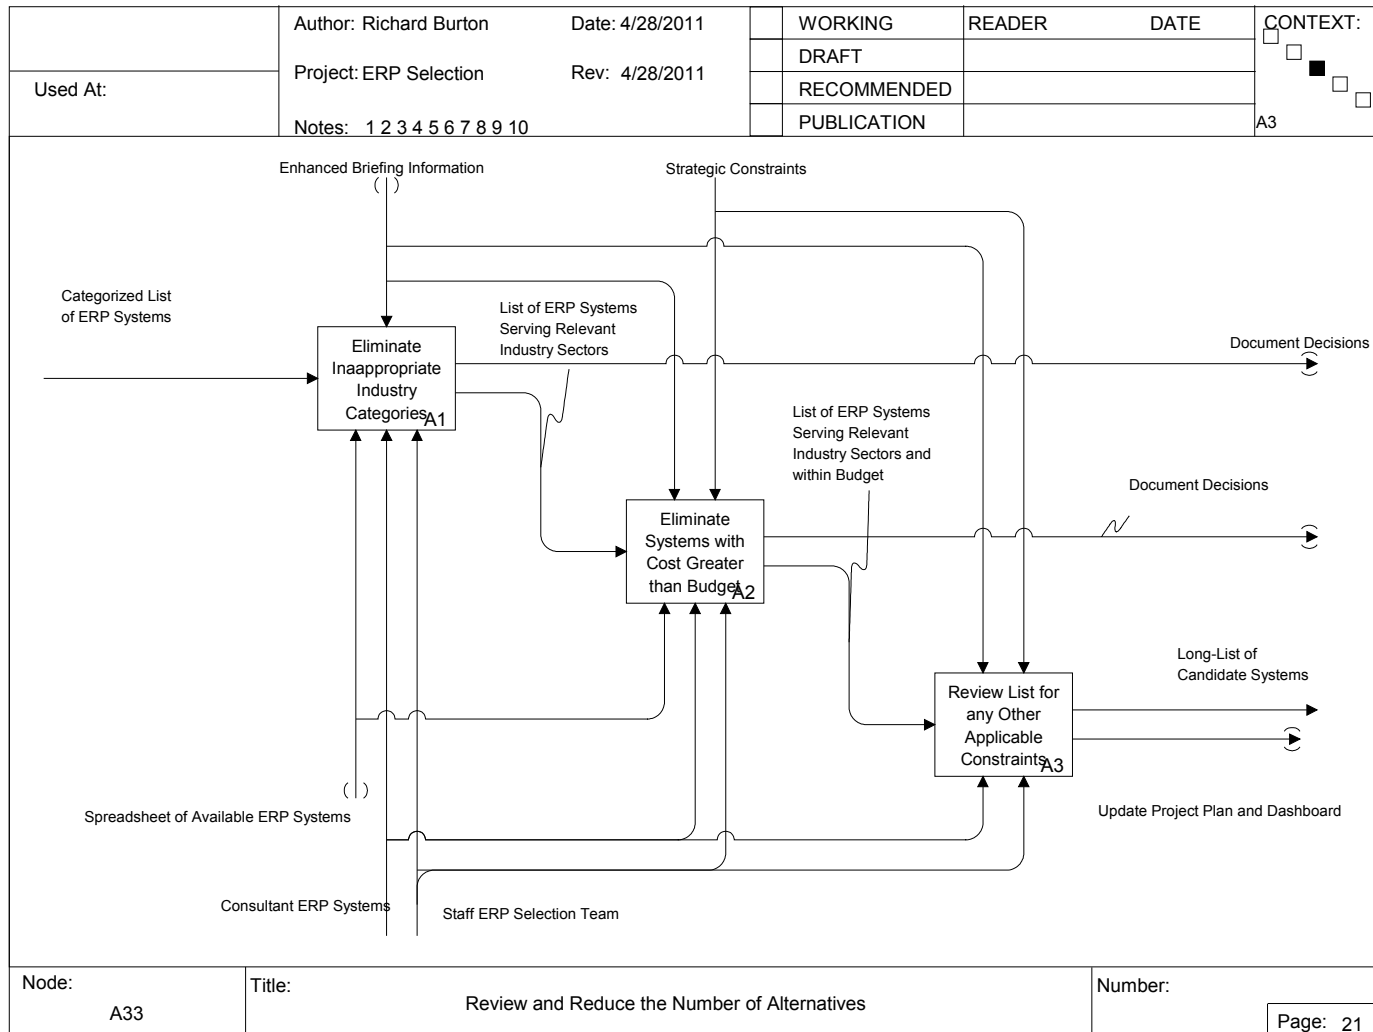 Author: Richard Burton
Date: 4/28/2011
WORKING
READER
DATE
CONTEXT:
DRAFT
Project: ERP Selection
Rev: 4/28/2011
Used At:
RECOMMENDED
Notes: 1 2 3 4 5 6 7 8 9 10
PUBLICATION
A3
Enhanced Briefing Information
Strategic Constraints
Categorized List
of ERP Systems
List of ERP Systems
Serving Relevant
Industry Sectors
Eliminate
Inaappropriate
Industry
Categories
A1
Document Decisions
List of ERP Systems
Serving Relevant
Industry Sectors and
within Budget
Document Decisions
Eliminate
Systems with
Cost Greater
than Budget
A2
Long-List of
Candidate Systems
Review List for
any Other
Applicable
Constraints
A3
Update Project Plan and Dashboard
Spreadsheet of Available ERP Systems
Consultant ERP Systems
Staff ERP Selection Team
Node:
A33
Title:
Review and Reduce the Number of Alternatives
Number:
Page: 21